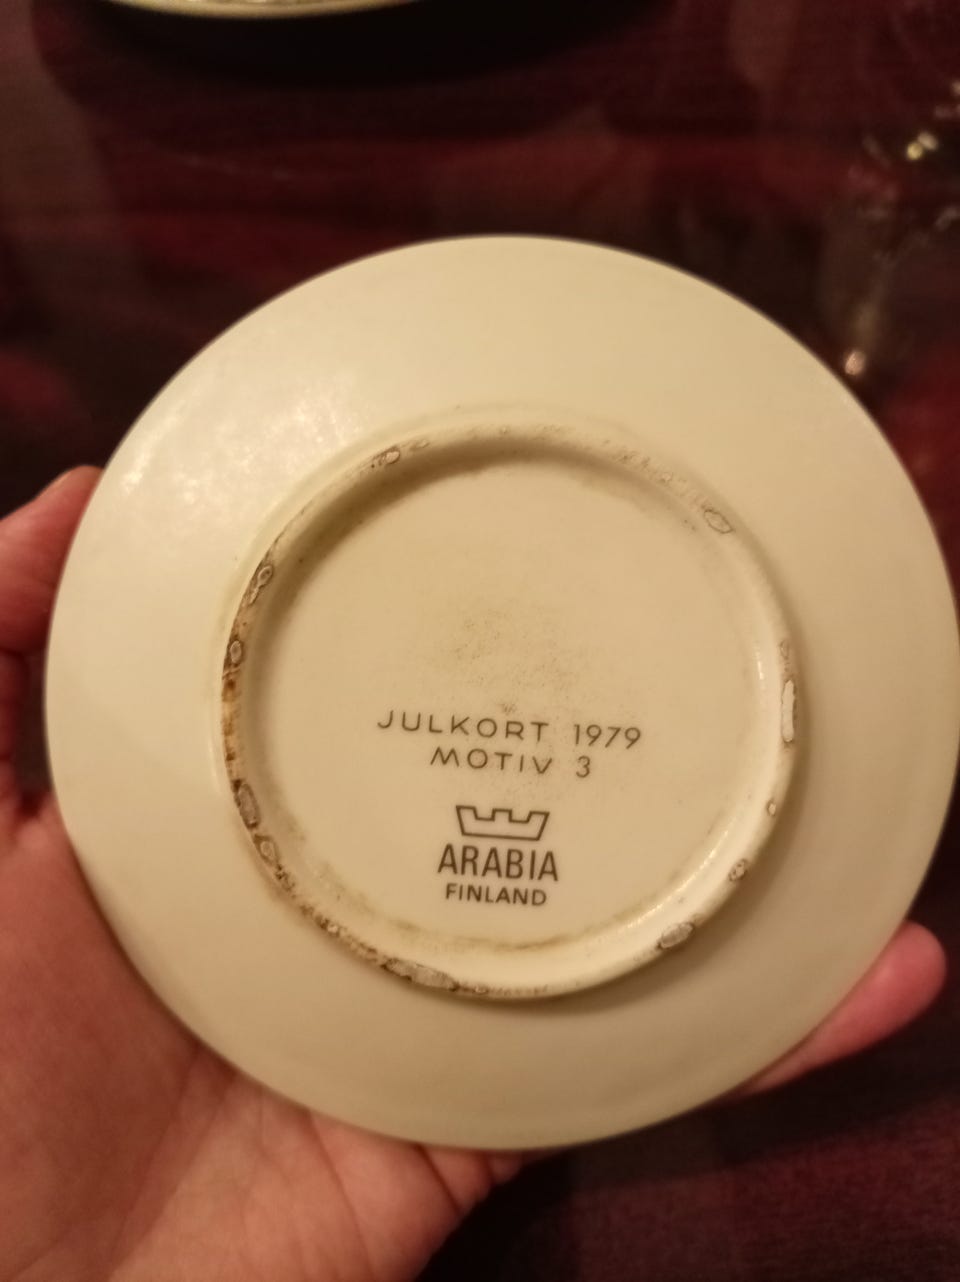 JULKORT 1979
MOTIV 3
ARABIA
FINLAND